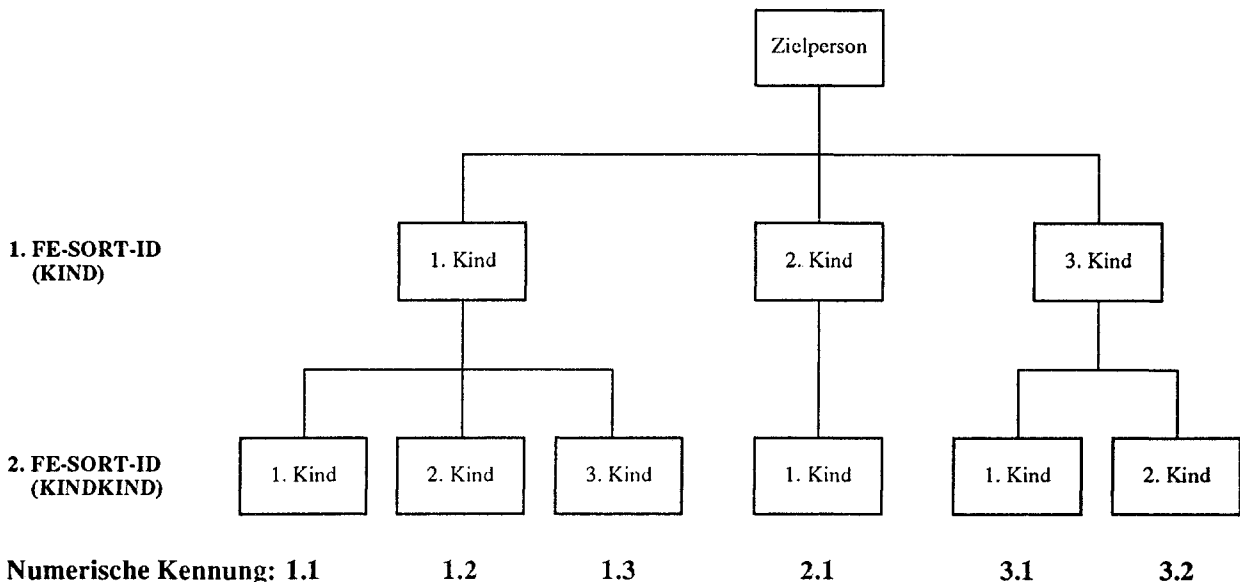 Zielperson
1. FE-SORT-ID
(KIND)
1. Kind 2. Kind 3. Kind
2. FE-SORT-ID
(KINDKIND)
1. Kind 2. Kind 3. Kind 1. Kind 1. Kind 2. Kind
Numerische Kennung: 1.1 1.2 1.3 2.1 3.1 3.2